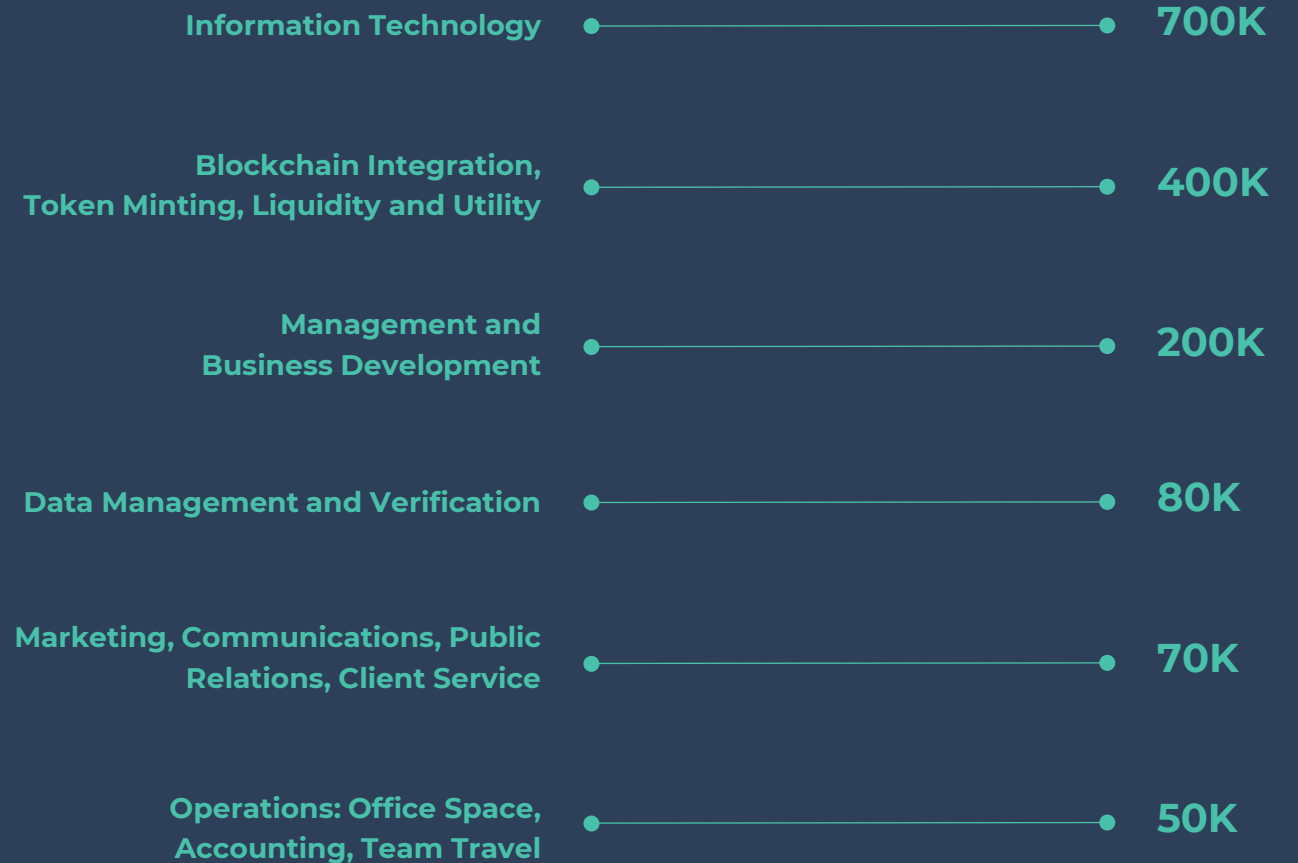 Information Technology 700K
Blockchain Integration,
Token Minting, Liquidity and Utility 400K
Management and
Business Development 200K
Data Management and Verification 80K
Marketing, Communications, Public
Relations, Client Service 70K
Operations: Office Space,
Accounting, Team Travel 50K